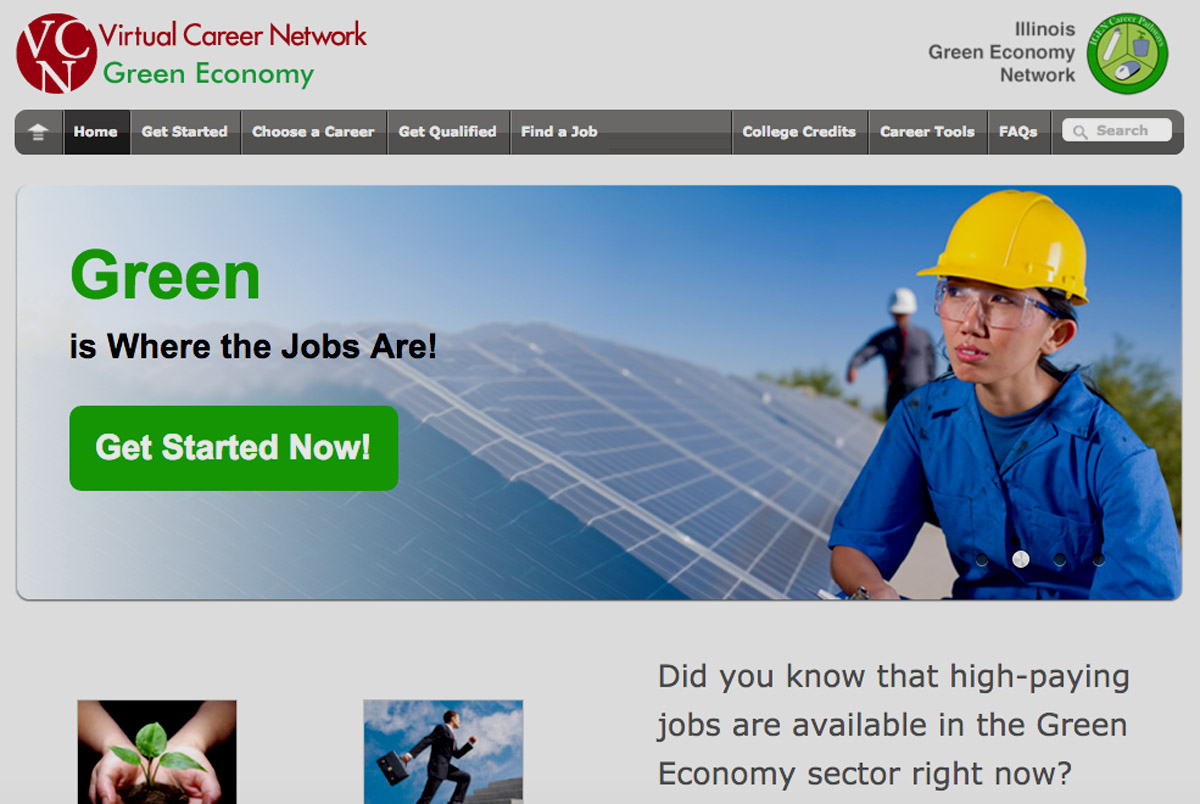 VCN
Virtual Career Network
Green Economy
Illinois
Green Economy
Network
IGEN Career Pathways
Home
Get Started
Choose a Career
Get Qualified
Find a Job
College Credits
Career Tools
FAQs
Search
Green
is Where the Jobs Are!
Get Started Now!
Did you know that high-paying
jobs are available in the Green
Economy sector right now?